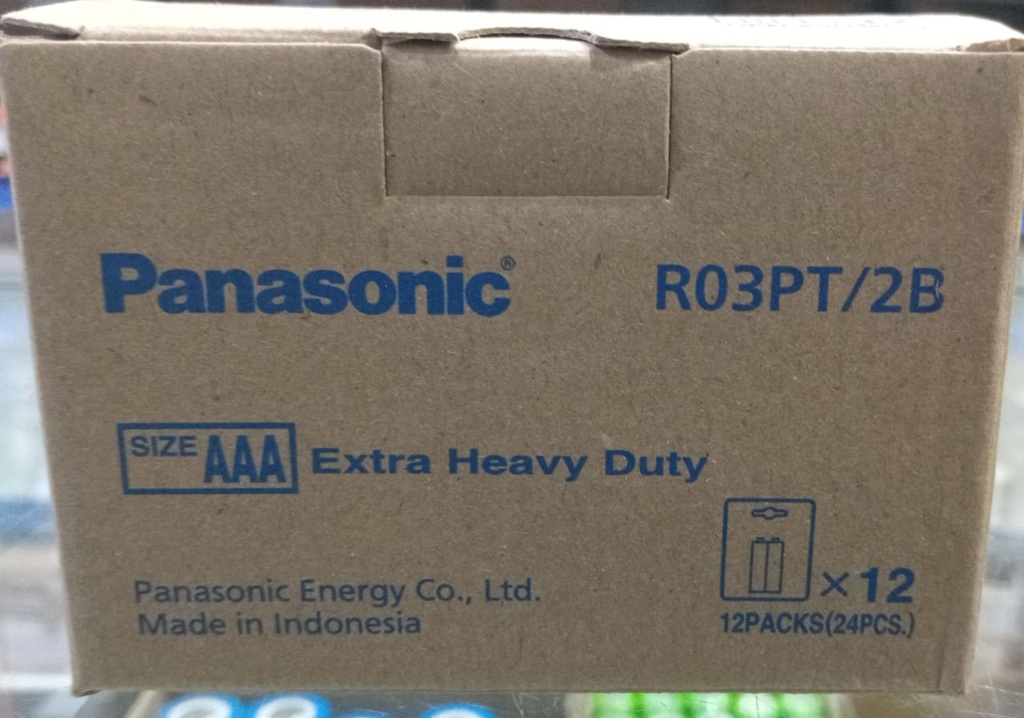 Panasonic® R03PT/2B
SIZE AAA Extra Heavy Duty
×12
Panasonic Energy Co., Ltd.
Made in Indonesia
12PACKS(24PCS.)